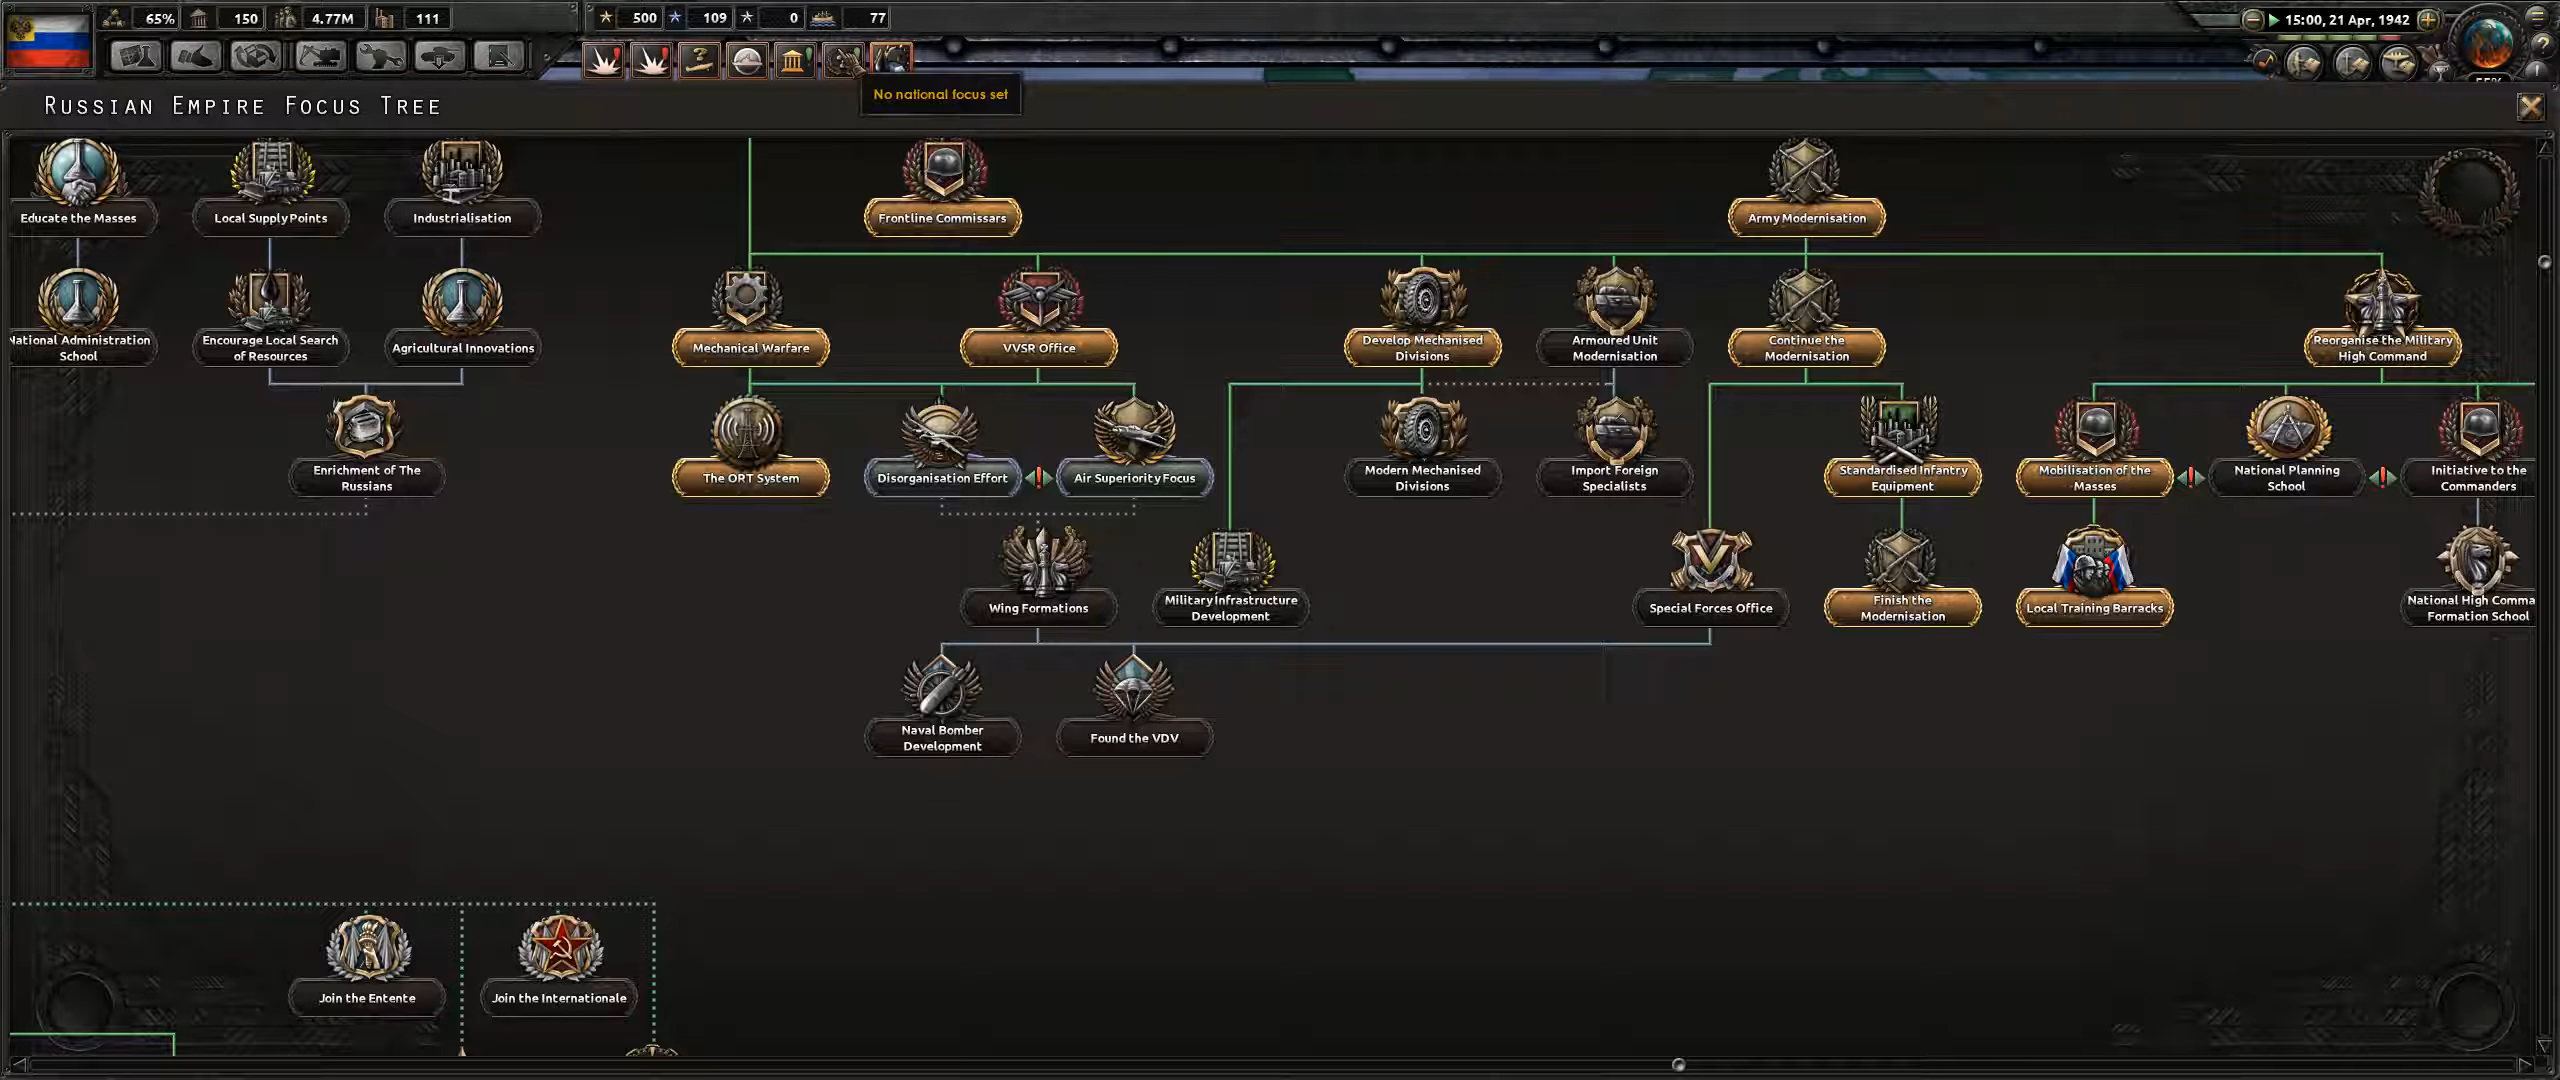 65%
150
4.77M
111
500
109
0
77
15:00, 21 Apr, 1942
No national focus set
RUSSIAN EMPIRE FOCUS TREE
Educate the Masses
Local Supply Points
Industrialisation
Frontline Commissars
Army Modernisation
National Administration
School
Encourage Local Search
of Resources
Agricultural Innovations
Mechanical Warfare
VVSR Office
Develop Mechanised
Divisions
Armoured Unit
Modernisation
Continue the
Modernisation
Reorganise the Military
High Command
Enrichment of The
Russians
The ORT System
Disorganisation Effort
Air Superiority Focus
Modern Mechanised
Divisions
Import Foreign
Specialists
Standardised Infantry
Equipment
Mobilisation of the
Masses
National Planning
School
Initiative to the
Commanders
Wing Formations
Military Infrastructure
Development
Special Forces Office
Finish the
Modernisation
Local Training Barracks
National High Comma
Formation School
Naval Bomber
Development
Found the VDV
Join the Entente
Join the Internationale